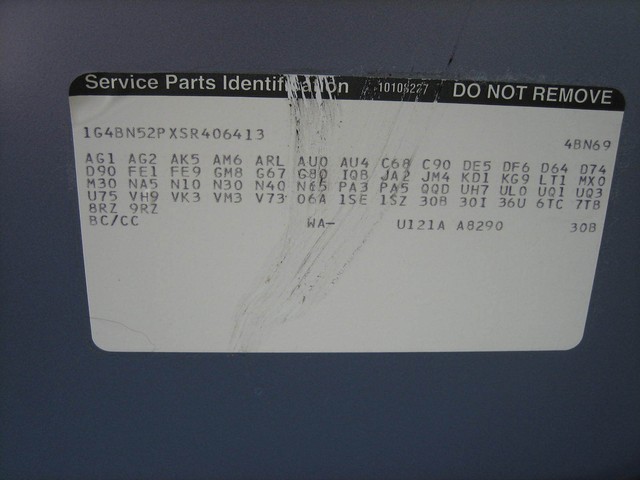 Service Parts Identification 10108227 DO NOT REMOVE
1G4BN52PXSR406413 4BN69
AG1 AG2 AK5 AM6 ARL AU0 AU4 C68 C90 DE5 DF6 D64 D74
D90 FE1 FE9 GM8 G67 G80 IQ8 JA2 JM4 KD1 KG9 LT1 MX0
M30 NA5 N10 N30 N40 N65 PA3 PA5 QQD UH7 UL0 UQ1 UQ3
U75 VH9 VK3 VM3 V73 06A 1SE 1SZ 30B 30I 36U 6TC 7TB
8RZ 9RZ
BC/CC WA- U121A A8290 30B